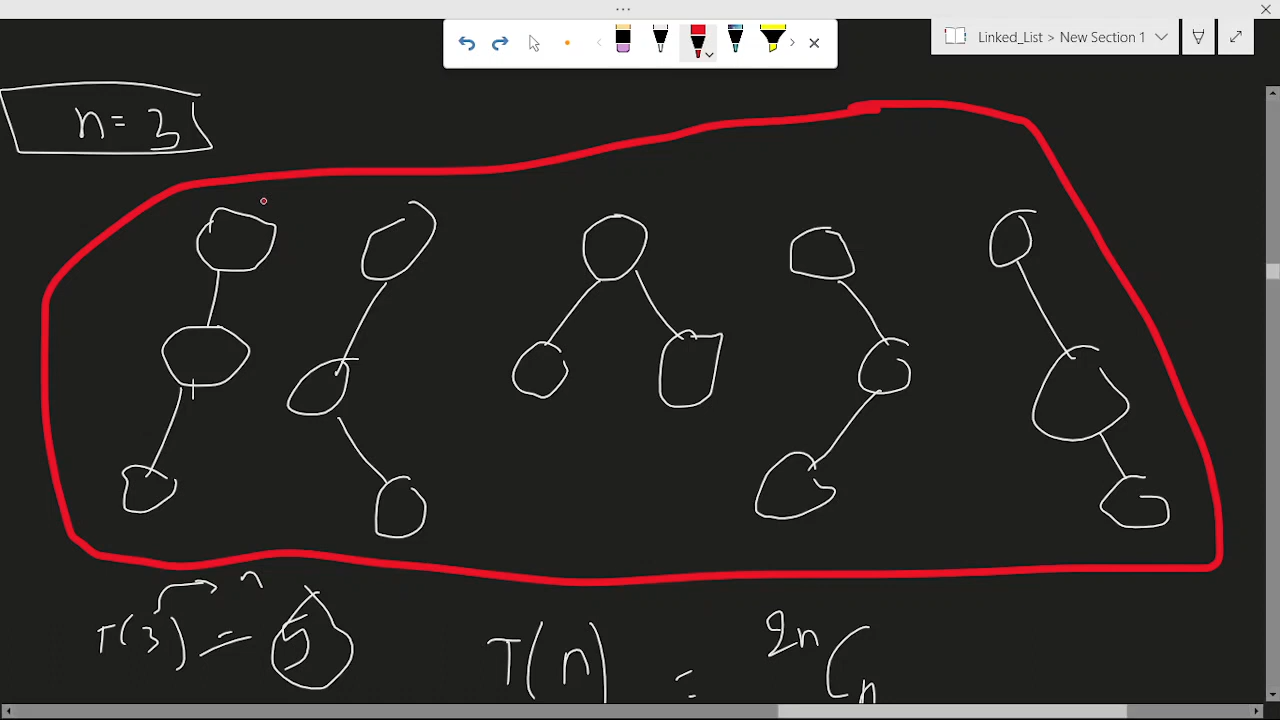 Linked_List > New Section 1
n = 3
n
T(3) = 5
T(n) = 2nCn